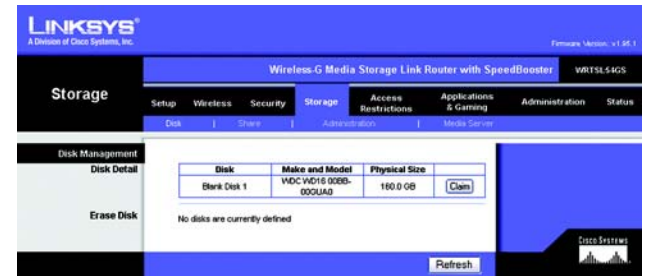 LINKSYS®
A Division of Cisco Systems, Inc.
Firmware Version: v1.95.1
Wireless-G Media Storage Link Router with SpeedBooster WRTSL54GS
Storage
Setup Wireless Security Storage Access Restrictions Applications & Gaming Administration Status
Disk | Share | Administration | Media Server
Disk Management
Disk Detail
Disk Make and Model Physical Size
Blank Disk 1 WDC WD16 00BB-00GUA0 160.0 GB Claim
Erase Disk
No disks are currently defined
CISCO SYSTEMS
Refresh